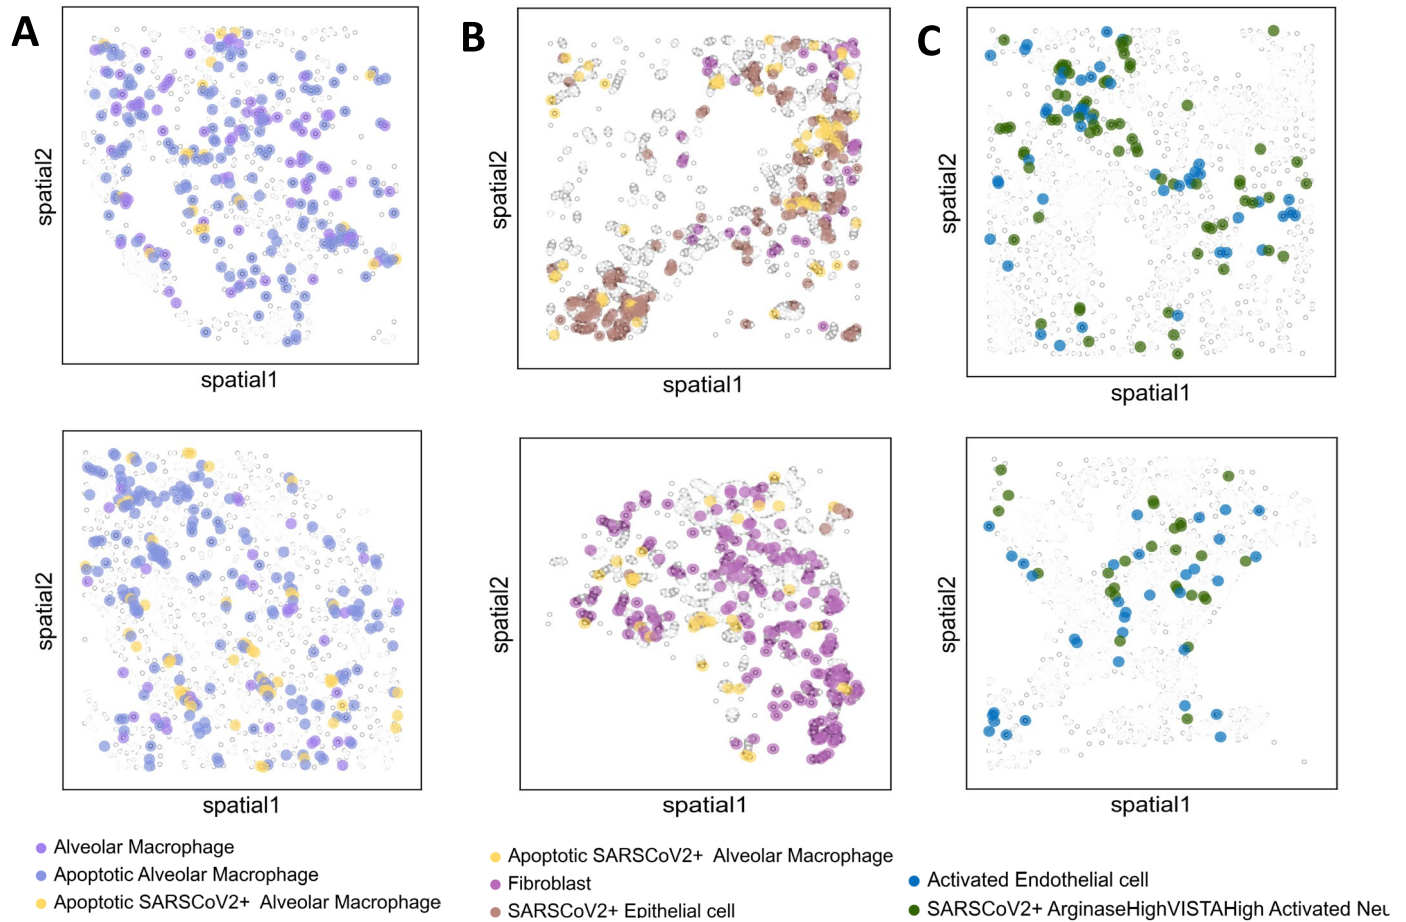 A
B
C
spatial2
spatial1
spatial2
spatial1
spatial2
spatial1
spatial2
spatial1
spatial2
spatial1
spatial2
spatial1
Alveolar Macrophage
Apoptotic Alveolar Macrophage
Apoptotic SARSCoV2+ Alveolar Macrophage
Apoptotic SARSCoV2+ Alveolar Macrophage
Fibroblast
SARSCoV2+ Epithelial cell
Activated Endothelial cell
SARSCoV2+ ArginaseHighVISTAHigh Activated Neu